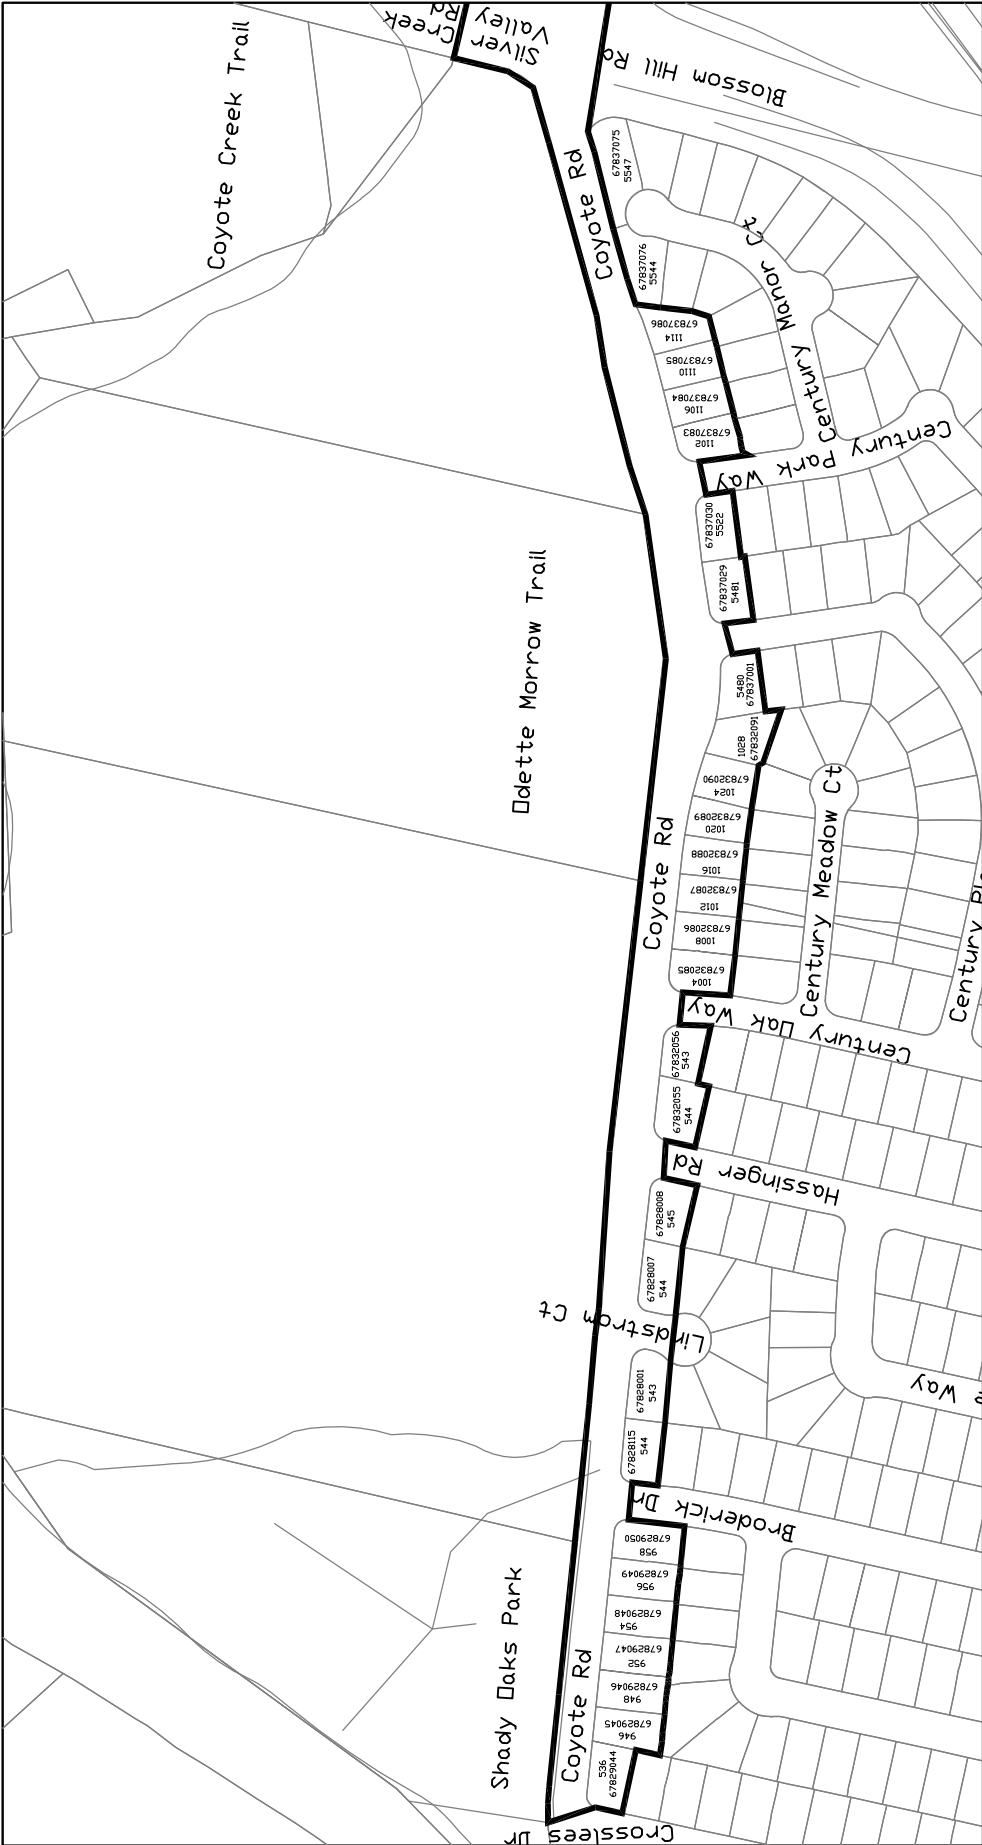 Creek
Rd
Silver
Valley
Coyote Creek Trail
Blossom Hill Rd
Coyote Rd
67837075
5547
67837076
5544
Century Manor Ct
67837086
1114
67837085
1110
67837084
1106
67837083
1102
Century Park Way
67837030
5522
67837029
5481
Odette Morrow Trail
5480
67837001
1028
67832091
67832090
1024
67832089
1020
67832088
1016
67832087
1012
67832086
1008
67832085
1004
Coyote Rd
Century Meadow Ct
Century Oak Way
67832056
543
67832055
544
Hassinger Rd
67828008
545
67828007
544
Lindstrom Ct
67828001
543
67828115
544
Way
Broderick Dr
67829050
958
67829049
956
67829048
954
67829047
952
67829046
948
67829045
946
536
67829044
Shady Oaks Park
Coyote Rd
Crosslees Dr
Century